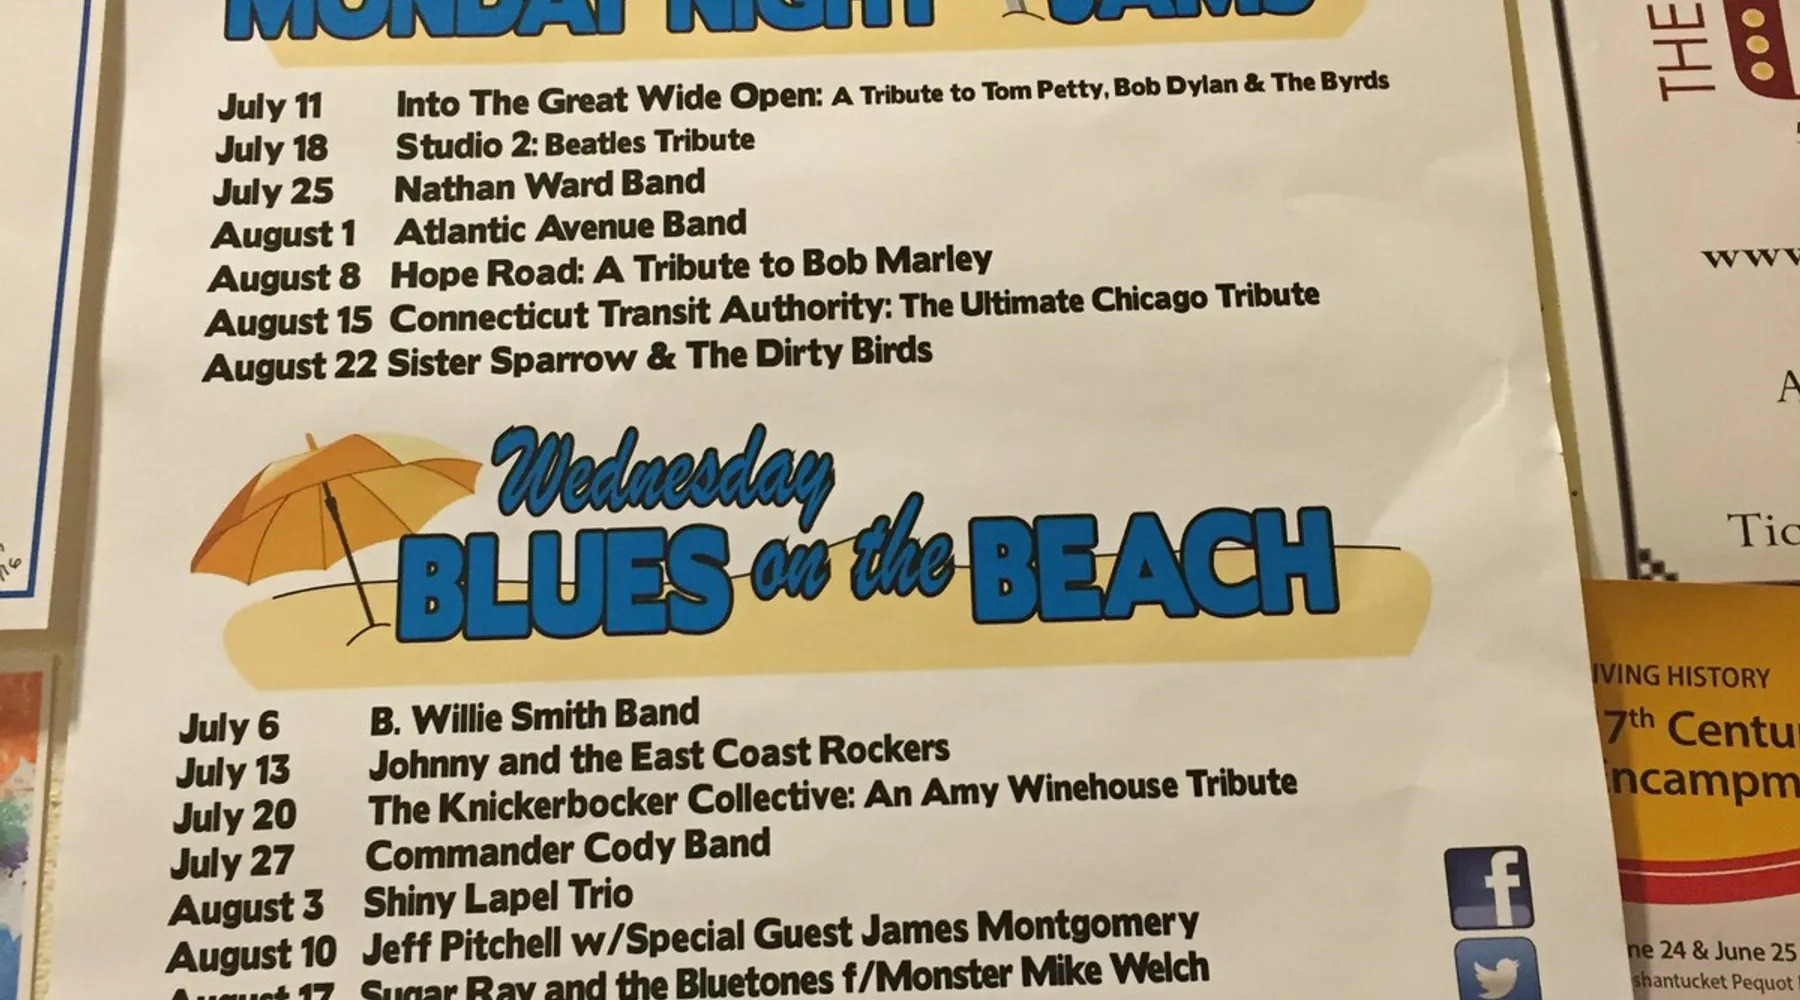 MONDAY NIGHT JAMS
July 11 Into The Great Wide Open: A Tribute to Tom Petty, Bob Dylan & The Byrds
July 18 Studio 2: Beatles Tribute
July 25 Nathan Ward Band
August 1 Atlantic Avenue Band
August 8 Hope Road: A Tribute to Bob Marley
August 15 Connecticut Transit Authority: The Ultimate Chicago Tribute
August 22 Sister Sparrow & The Dirty Birds
Wednesday
BLUES on the BEACH
July 6 B. Willie Smith Band
July 13 Johnny and the East Coast Rockers
July 20 The Knickerbocker Collective: An Amy Winehouse Tribute
July 27 Commander Cody Band
August 3 Shiny Lapel Trio
August 10 Jeff Pitchell w/Special Guest James Montgomery
August 17 Sugar Ray and the Bluetones f/Monster Mike Welch
THE
www
A
Tic
IVING HISTORY
7th Centu
ncampm
ne 24 & June 25
shantucket Pequot